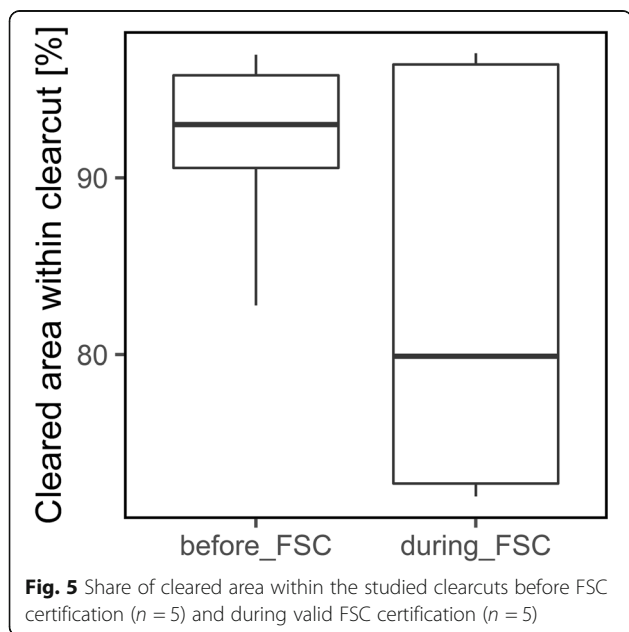 Cleared area within clearcut [%]
90
80
before_FSC
during_FSC
Fig. 5 Share of cleared area within the studied clearcuts before FSC
certification (n = 5) and during valid FSC certification (n = 5)